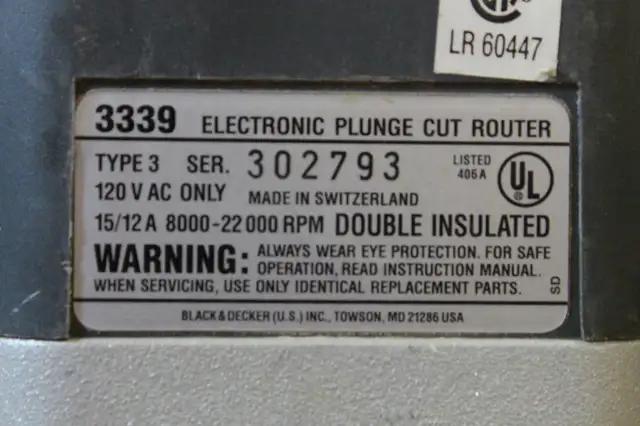 LR 60447
3339 ELECTRONIC PLUNGE CUT ROUTER
TYPE 3 SER. 302793 LISTED 406A UL
120 V AC ONLY MADE IN SWITZERLAND
15/12 A 8000-22 000 RPM DOUBLE INSULATED
WARNING: ALWAYS WEAR EYE PROTECTION. FOR SAFE
OPERATION, READ INSTRUCTION MANUAL.
WHEN SERVICING, USE ONLY IDENTICAL REPLACEMENT PARTS. SD
BLACK & DECKER (U.S.) INC., TOWSON, MD 21286 USA